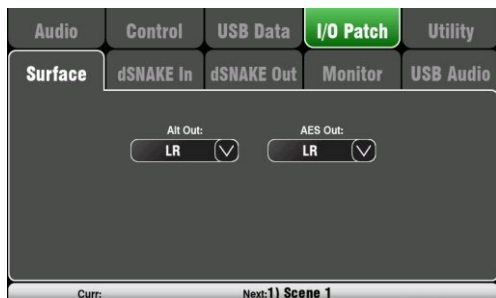 Audio Control USB Data I/O Patch Utility
Surface dSNAKE In dSNAKE Out Monitor USB Audio
Alt Out: AES Out:
LR LR
Curr: Next:1) Scene 1